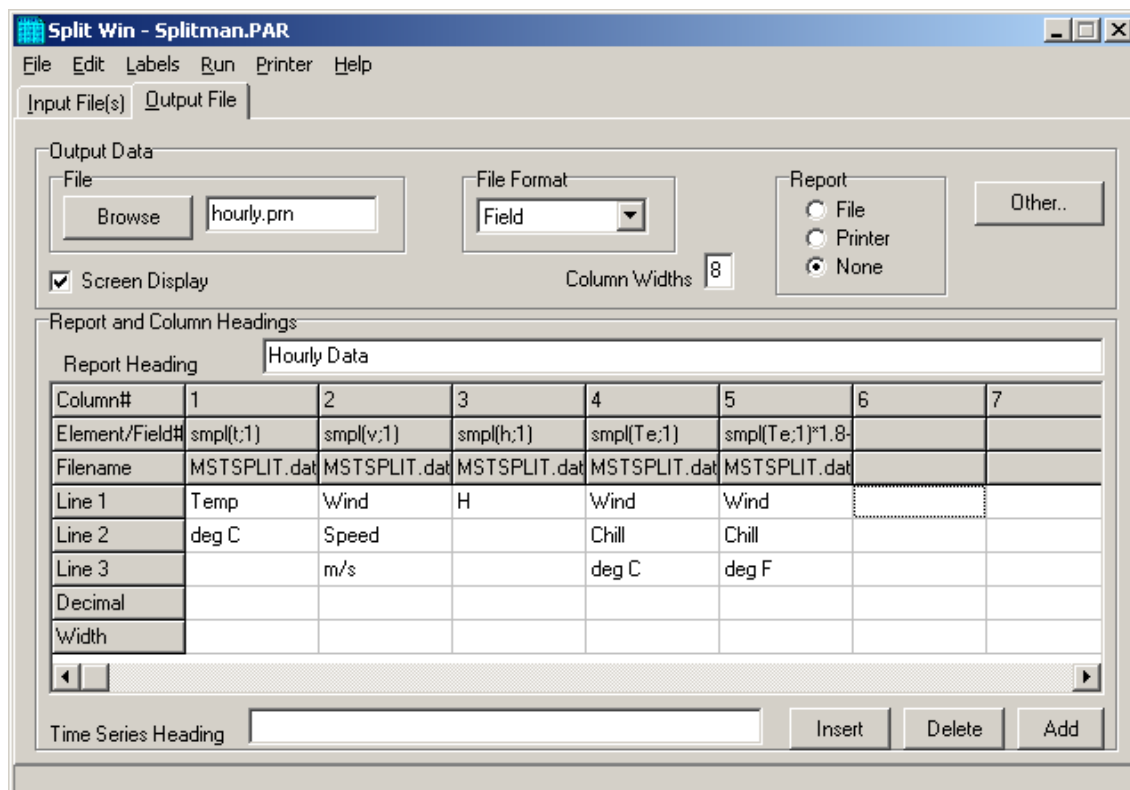 Split Win - Splitman.PAR
File Edit Labels Run Printer Help
Input File(s) Output File
Output Data
File File Format Report
Browse hourly.prn Field File Other..
Printer
Screen Display Column Widths 8 None
Report and Column Headings
Report Heading Hourly Data
Column# 1 2 3 4 5 6 7
Element/Field# smpl(t;1) smpl(v;1) smpl(h;1) smpl(Te;1) smpl(Te;1)*1.8-
Filename MSTSPLIT.dat MSTSPLIT.dat MSTSPLIT.dat MSTSPLIT.dat MSTSPLIT.dat
Line 1 Temp Wind H Wind Wind
Line 2 deg C Speed Chill Chill
Line 3 m/s deg C deg F
Decimal
Width
Time Series Heading Insert Delete Add